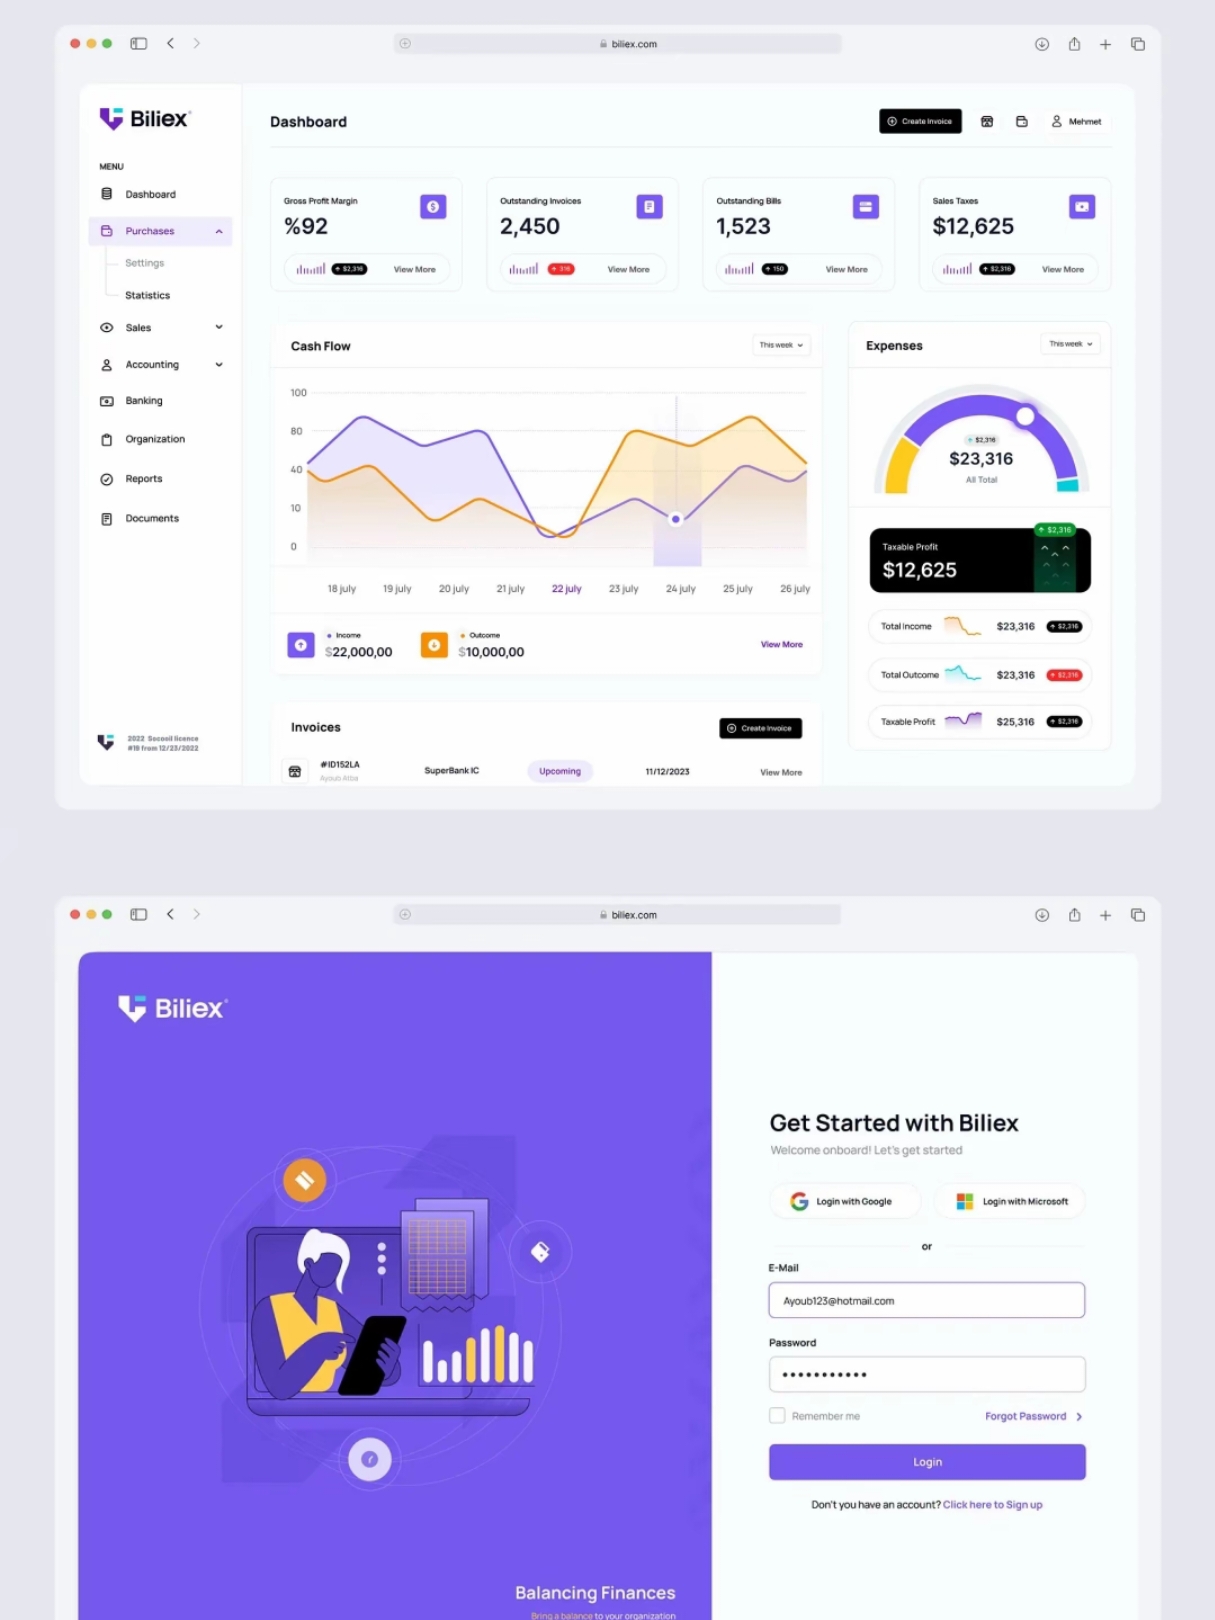 biliex.com
Biliex
Dashboard
Create Invoice
Mehmet
MENU
Dashboard
Purchases
Settings
Statistics
Sales
Accounting
Banking
Organization
Reports
Documents
2022 Socoeil licence
#19 from 12/23/2022
Gross Profit Margin
%92
$2,316
View More
Outstanding Invoices
2,450
316
View More
Outstanding Bills
1,523
150
View More
Sales Taxes
$12,625
$2,316
View More
Cash Flow
This week
100
80
40
10
0
18 july 19 july 20 july 21 july 22 july 23 july 24 july 25 july 26 july
Income
$22,000,00
Outcome
$10,000,00
View More
Expenses
This week
$2,316
$23,316
All Total
$2,316
Taxable Profit
$12,625
Total Income $23,316 $2,316
Total Outcome $23,316 $2,316
Taxable Profit $25,316 $2,316
Invoices
Create Invoice
#ID152LA
Ayoub Atba
SuperBank IC
Upcoming
11/12/2023
View More
biliex.com
Biliex
Balancing Finances
Bring a balance to your organization
Get Started with Biliex
Welcome onboard! Let's get started
Login with Google
Login with Microsoft
or
E-Mail
Ayoub123@hotmail.com
Password
Remember me
Forgot Password
Login
Don't you have an account? Click here to Sign up